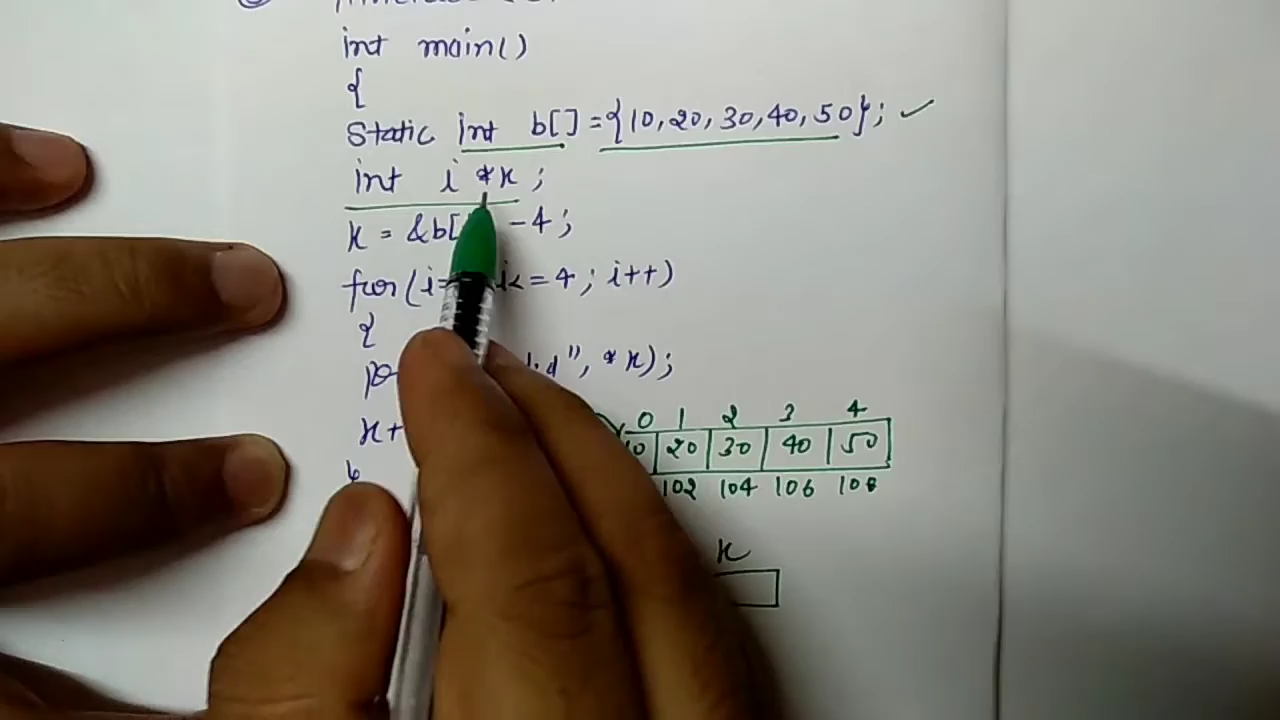 int main()
{
Static int b[] = {10, 20, 30, 40, 50};
int i *k;
k = &b[ -4;
for(i= i<=4; i++)
{
", *k);
k+
0 1 2 3 4
20 30 40 50
102 104 106 108
k